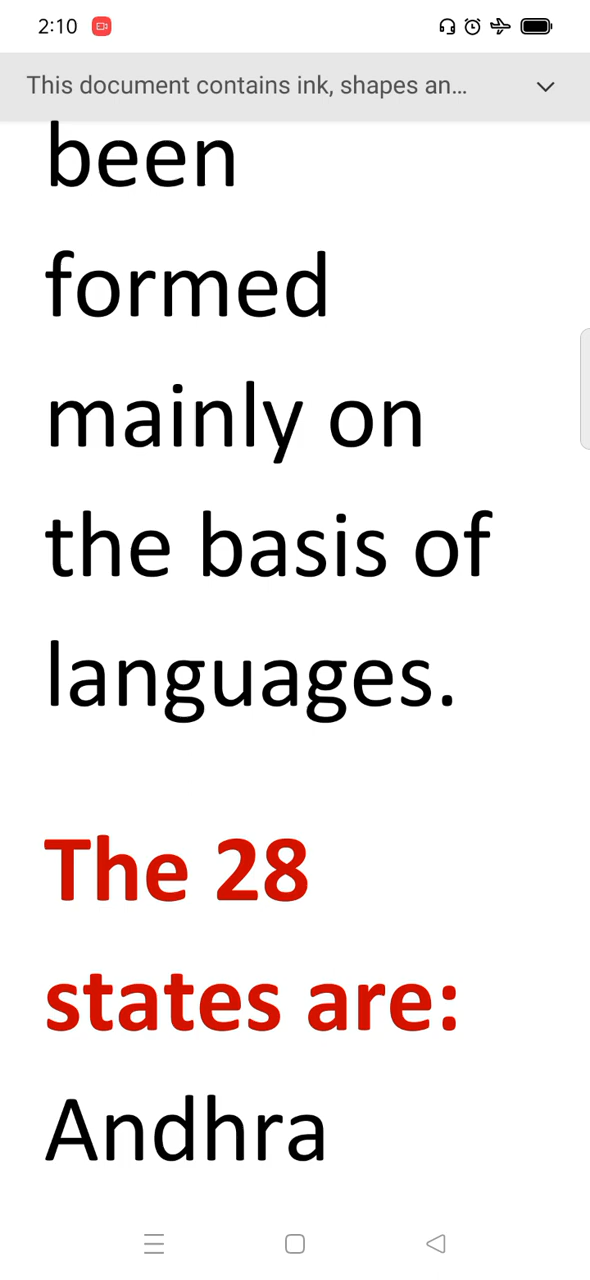 2:10
This document contains ink, shapes an...
been
formed
mainly on
the basis of
languages.
The 28
states are:
Andhra